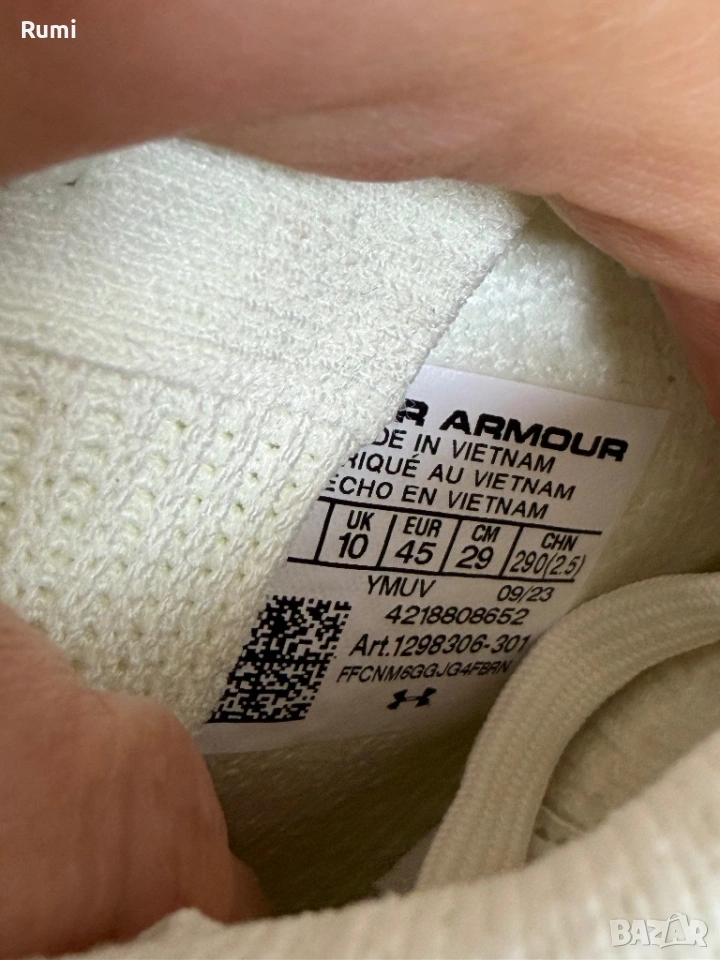 Rumi
R ARMOUR
DE IN VIETNAM
RIQUÉ AU VIETNAM
ECHO EN VIETNAM
UK EUR CM CHN
10 45 29 290(2.5)
YMUV 09/23
4218808652
Art.1298306-301
FFCNM6GGJG4FBRN
BAZAR